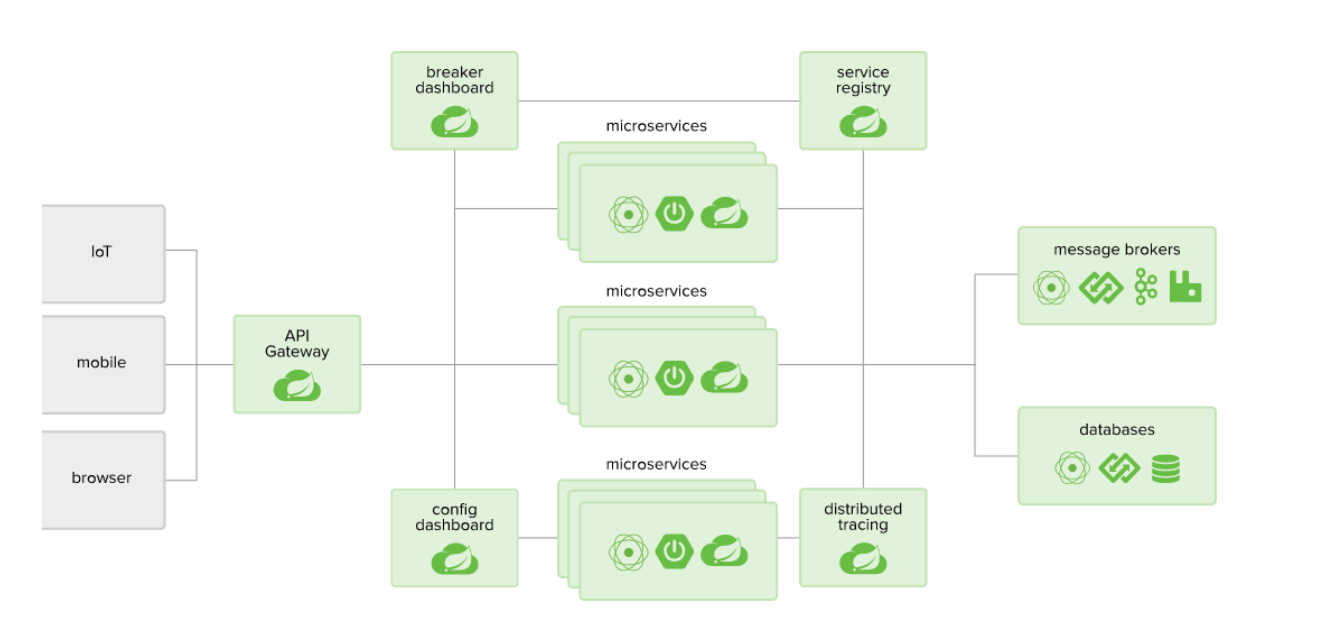 breaker
dashboard
service
registry
microservices
IoT
mobile
browser
API
Gateway
microservices
message brokers
databases
microservices
config
dashboard
distributed
tracing